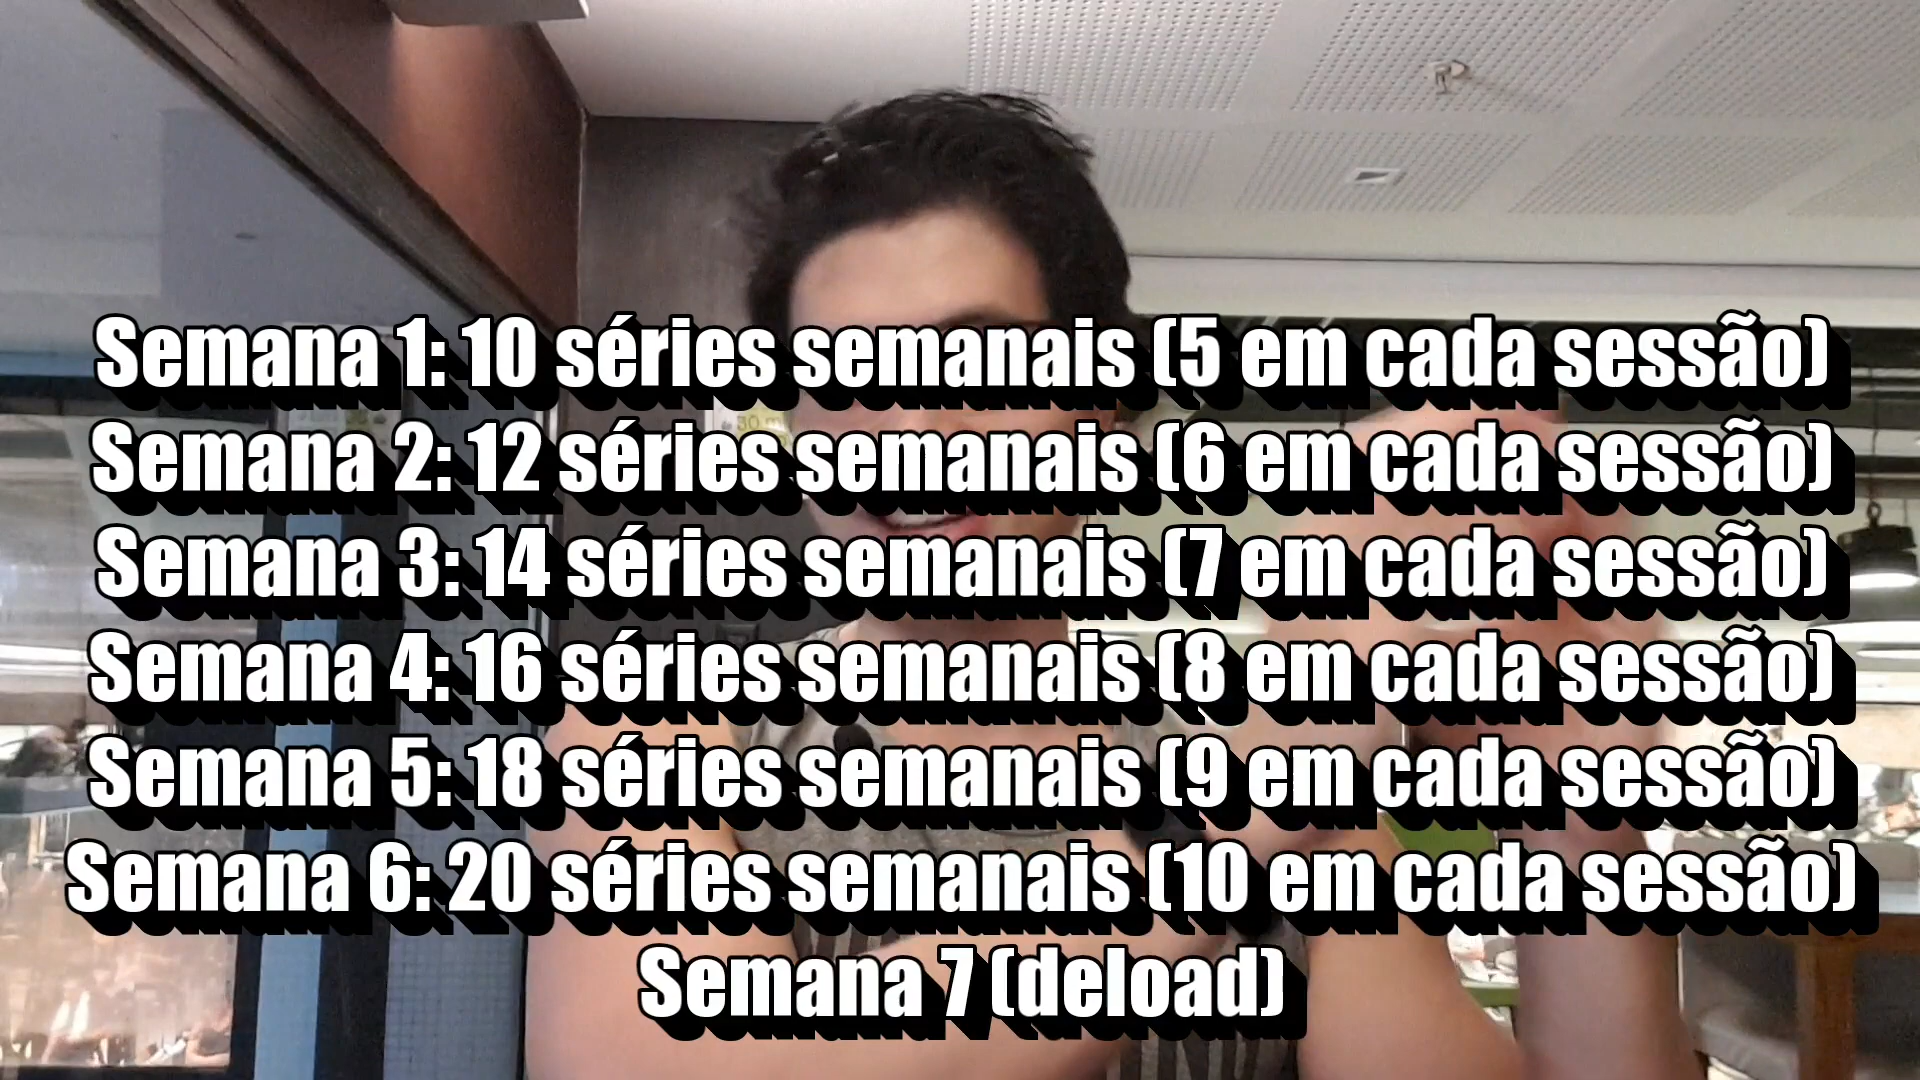 Semana 1: 10 séries semanais (5 em cada sessão)
Semana 2: 12 séries semanais (6 em cada sessão)
Semana 3: 14 séries semanais (7 em cada sessão)
Semana 4: 16 séries semanais (8 em cada sessão)
Semana 5: 18 séries semanais (9 em cada sessão)
Semana 6: 20 séries semanais (10 em cada sessão)
Semana 7 (deload)